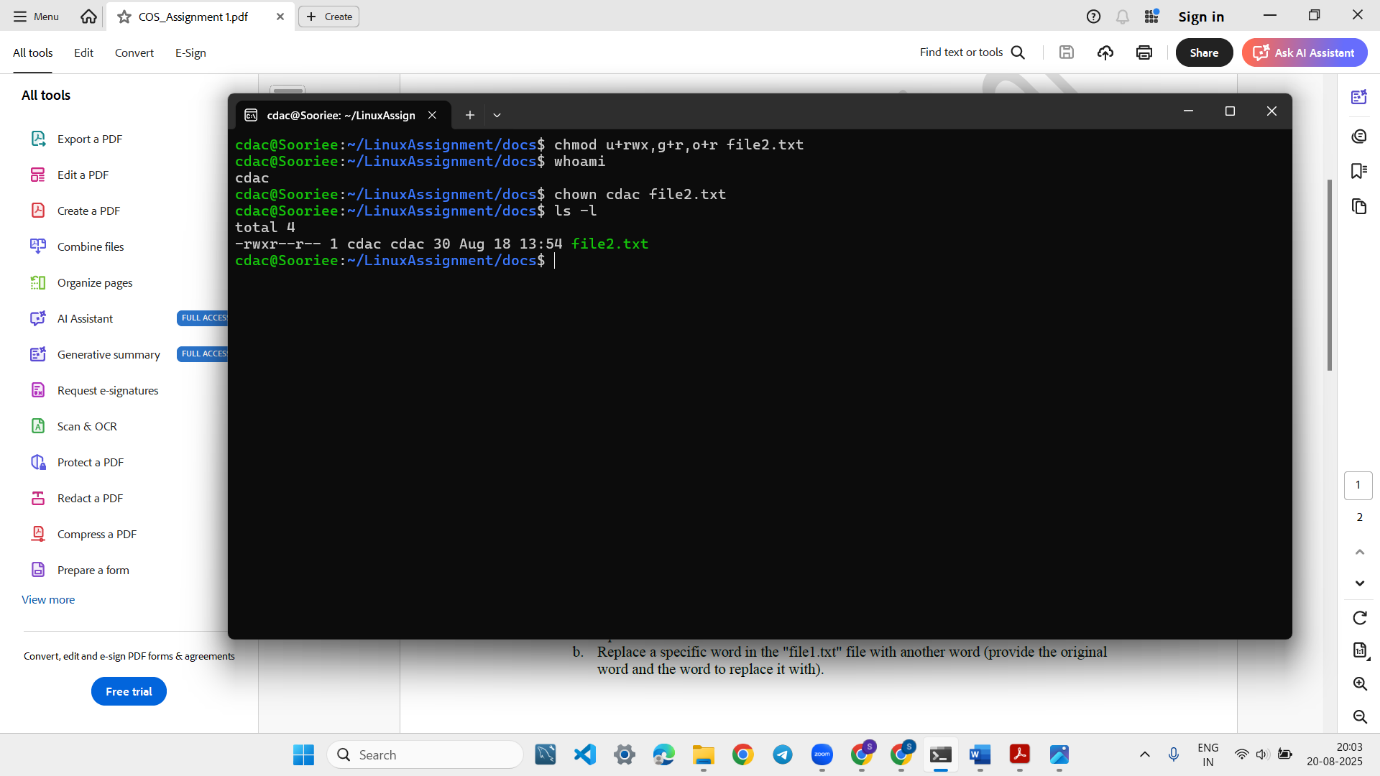 Menu
COS_Assignment 1.pdf
Create
Sign in
All tools Edit Convert E-Sign
Find text or tools
Share
Ask AI Assistant
All tools
Export a PDF
Edit a PDF
Create a PDF
Combine files
Organize pages
AI Assistant FULL ACCES
Generative summary FULL ACCES
Request e-signatures
Scan & OCR
Protect a PDF
Redact a PDF
Compress a PDF
Prepare a form
View more
Convert, edit and e-sign PDF forms & agreements
Free trial
cdac@Sooriee: ~/LinuxAssign
cdac@Sooriee:~/LinuxAssignment/docs$ chmod u+rwx,g+r,o+r file2.txt
cdac@Sooriee:~/LinuxAssignment/docs$ whoami
cdac
cdac@Sooriee:~/LinuxAssignment/docs$ chown cdac file2.txt
cdac@Sooriee:~/LinuxAssignment/docs$ ls -l
total 4
-rwxr--r-- 1 cdac cdac 30 Aug 18 13:54 file2.txt
cdac@Sooriee:~/LinuxAssignment/docs$
b. Replace a specific word in the "file1.txt" file with another word (provide the original
word and the word to replace it with).
1
2
Search
zoom
ENG
IN
20:03
20-08-2025